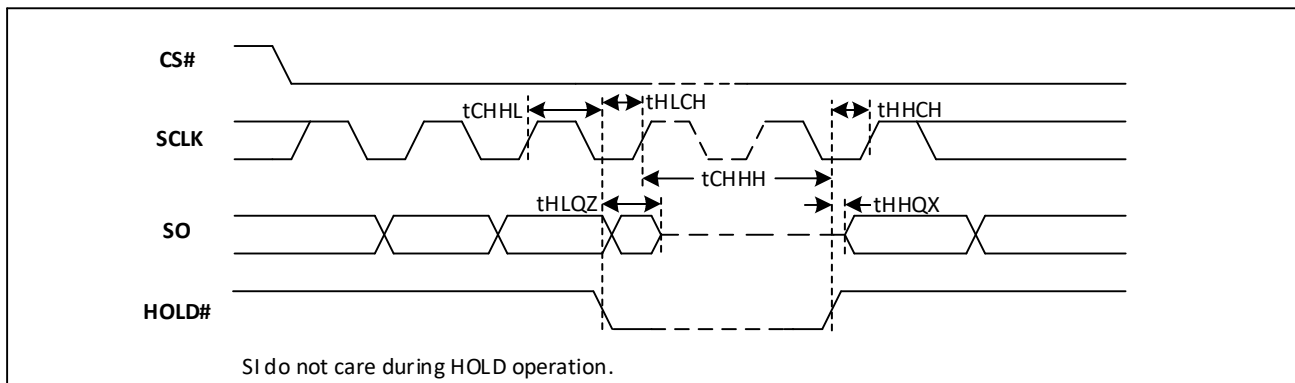 CS#
tCHHL
tHLCH
tHHCH
SCLK
tCHHH
tHLQZ
tHHQX
SO
HOLD#
SI do not care during HOLD operation.